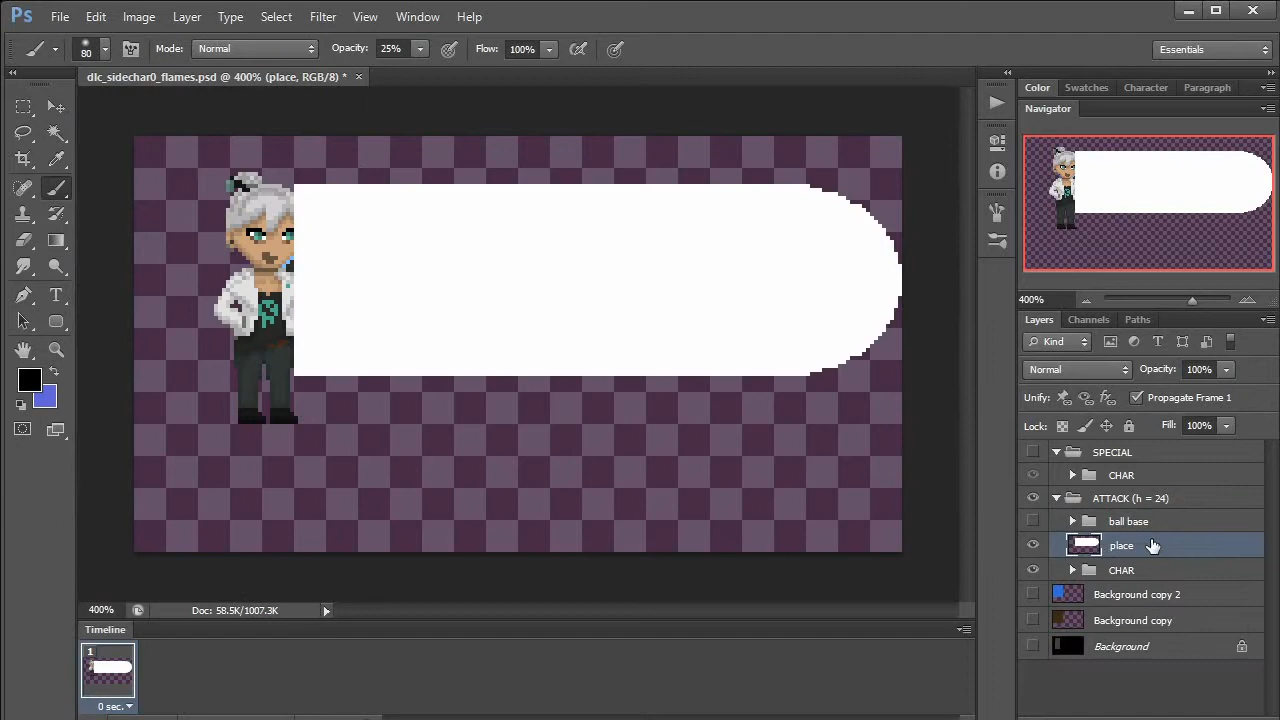 Ps File Edit Image Layer Type Select Filter View Window Help
80 Mode: Normal Opacity: 25% Flow: 100% Essentials
dlc_sidechar0_flames.psd @ 400% (place, RGB/8) * ×
Color Swatches Character Paragraph
Navigator
400%
Layers Channels Paths
Kind
Normal Opacity: 100%
Unify: Propagate Frame 1
Lock: Fill: 100%
SPECIAL
CHAR
ATTACK (h = 24)
ball base
place
CHAR
Background copy 2
Background copy
Background
400% Doc: 58.5K/1007.3K
Timeline
1
0 sec.